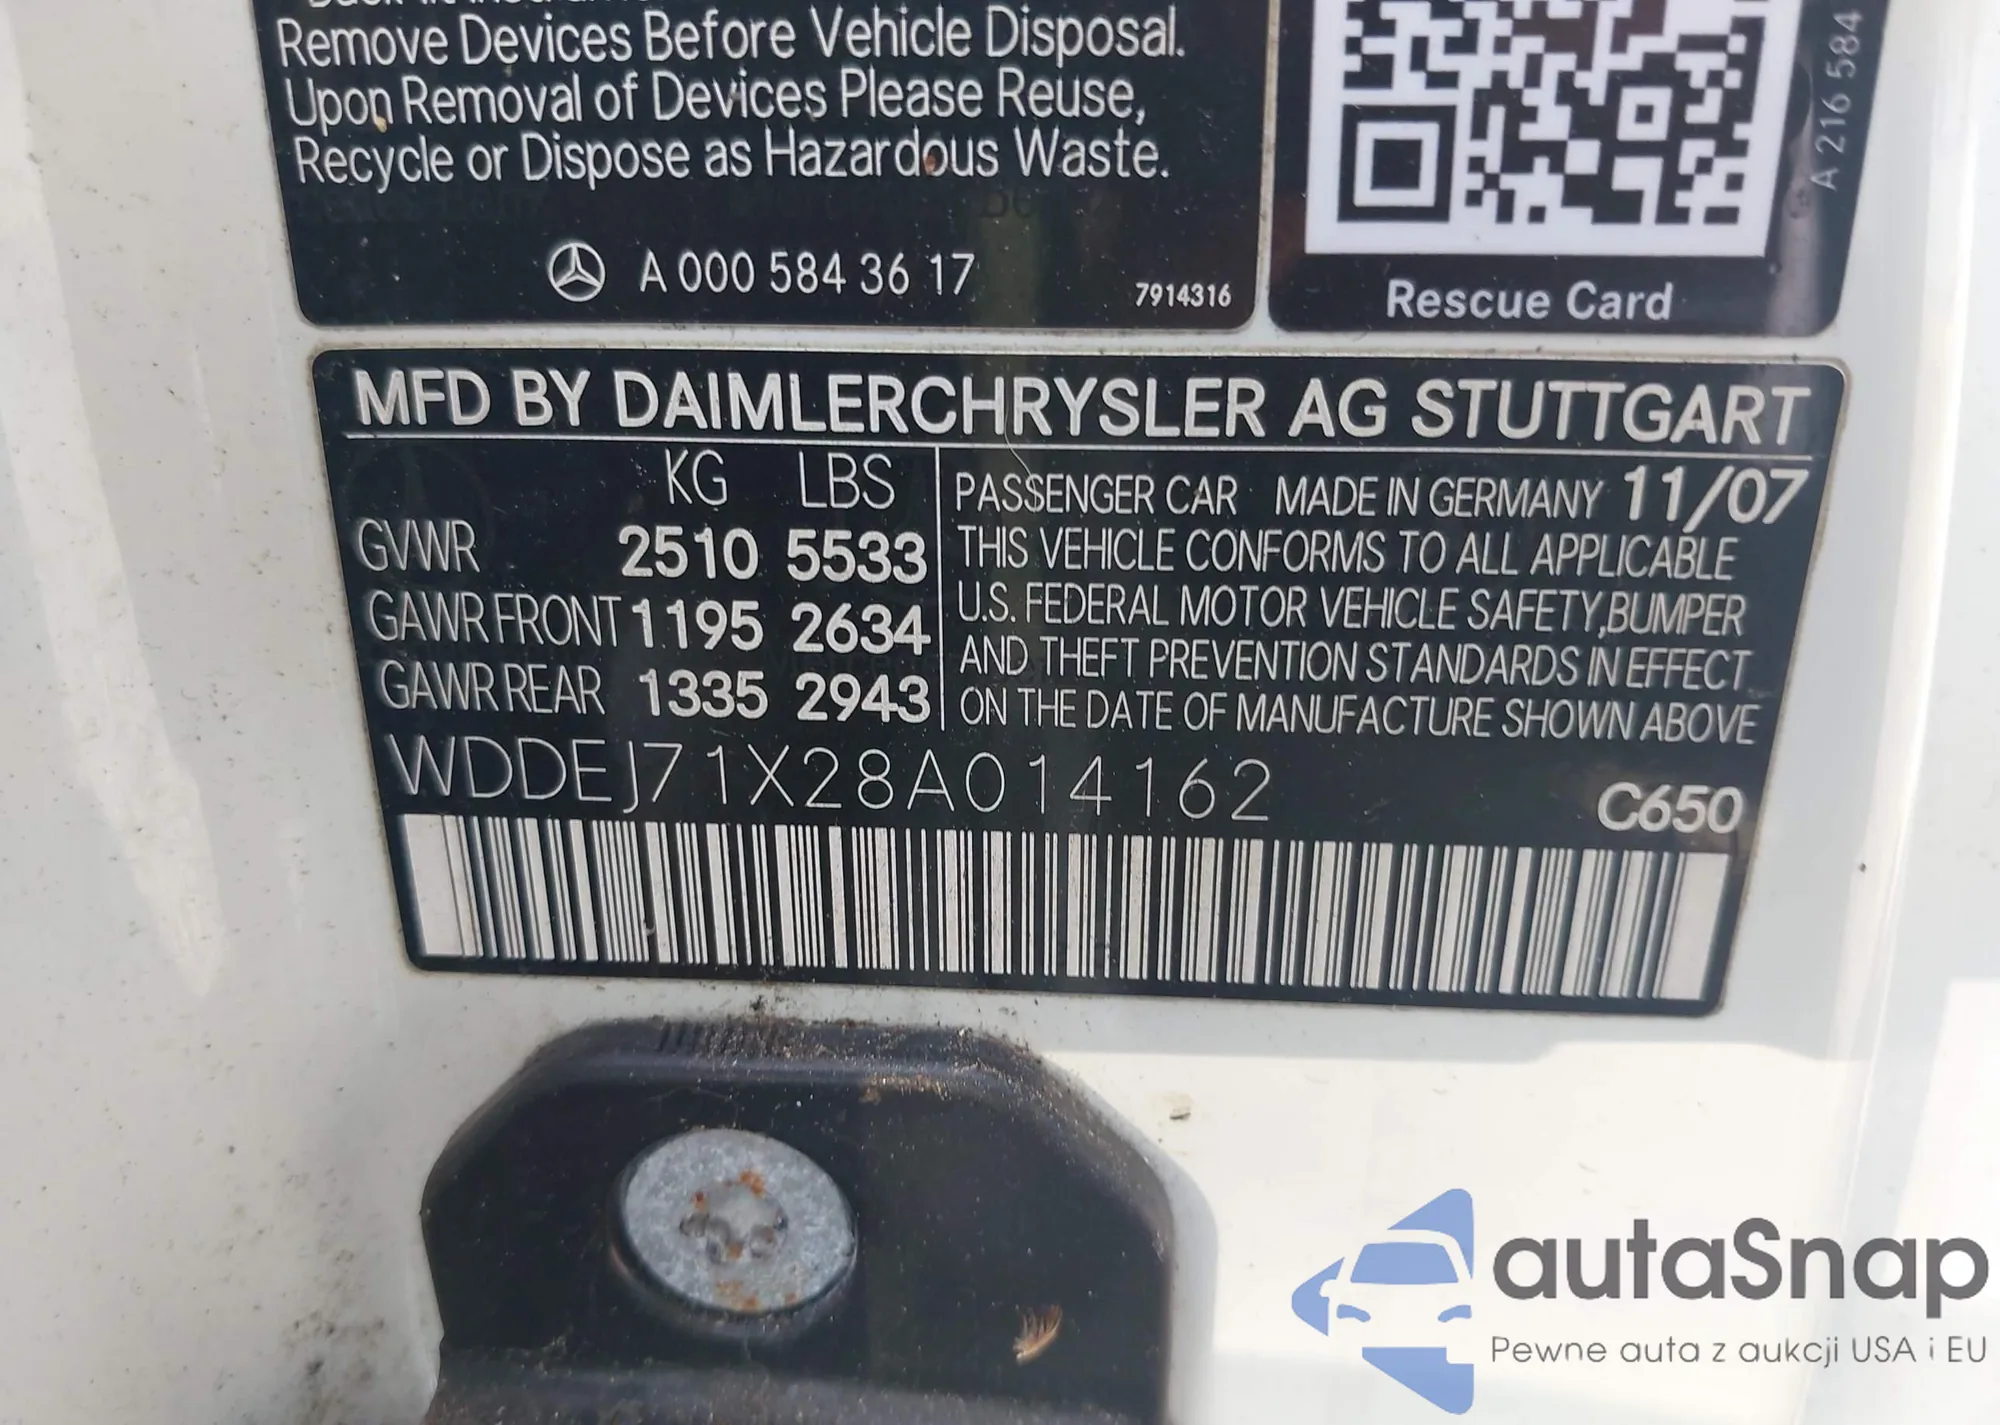 Remove Devices Before Vehicle Disposal.
Upon Removal of Devices Please Reuse,
Recycle or Dispose as Hazardous Waste.
A 000 584 36 17
7914316
A 216 584
Rescue Card
MFD BY DAIMLERCHRYSLER AG STUTTGART
KG LBS
GVWR 2510 5533
GAWR FRONT 1195 2634
GAWR REAR 1335 2943
PASSENGER CAR MADE IN GERMANY 11/07
THIS VEHICLE CONFORMS TO ALL APPLICABLE
U.S. FEDERAL MOTOR VEHICLE SAFETY, BUMPER
AND THEFT PREVENTION STANDARDS IN EFFECT
ON THE DATE OF MANUFACTURE SHOWN ABOVE
WDDEJ71X28A014162
C650
autaSnap
Pewne auta z aukcji USA i EU